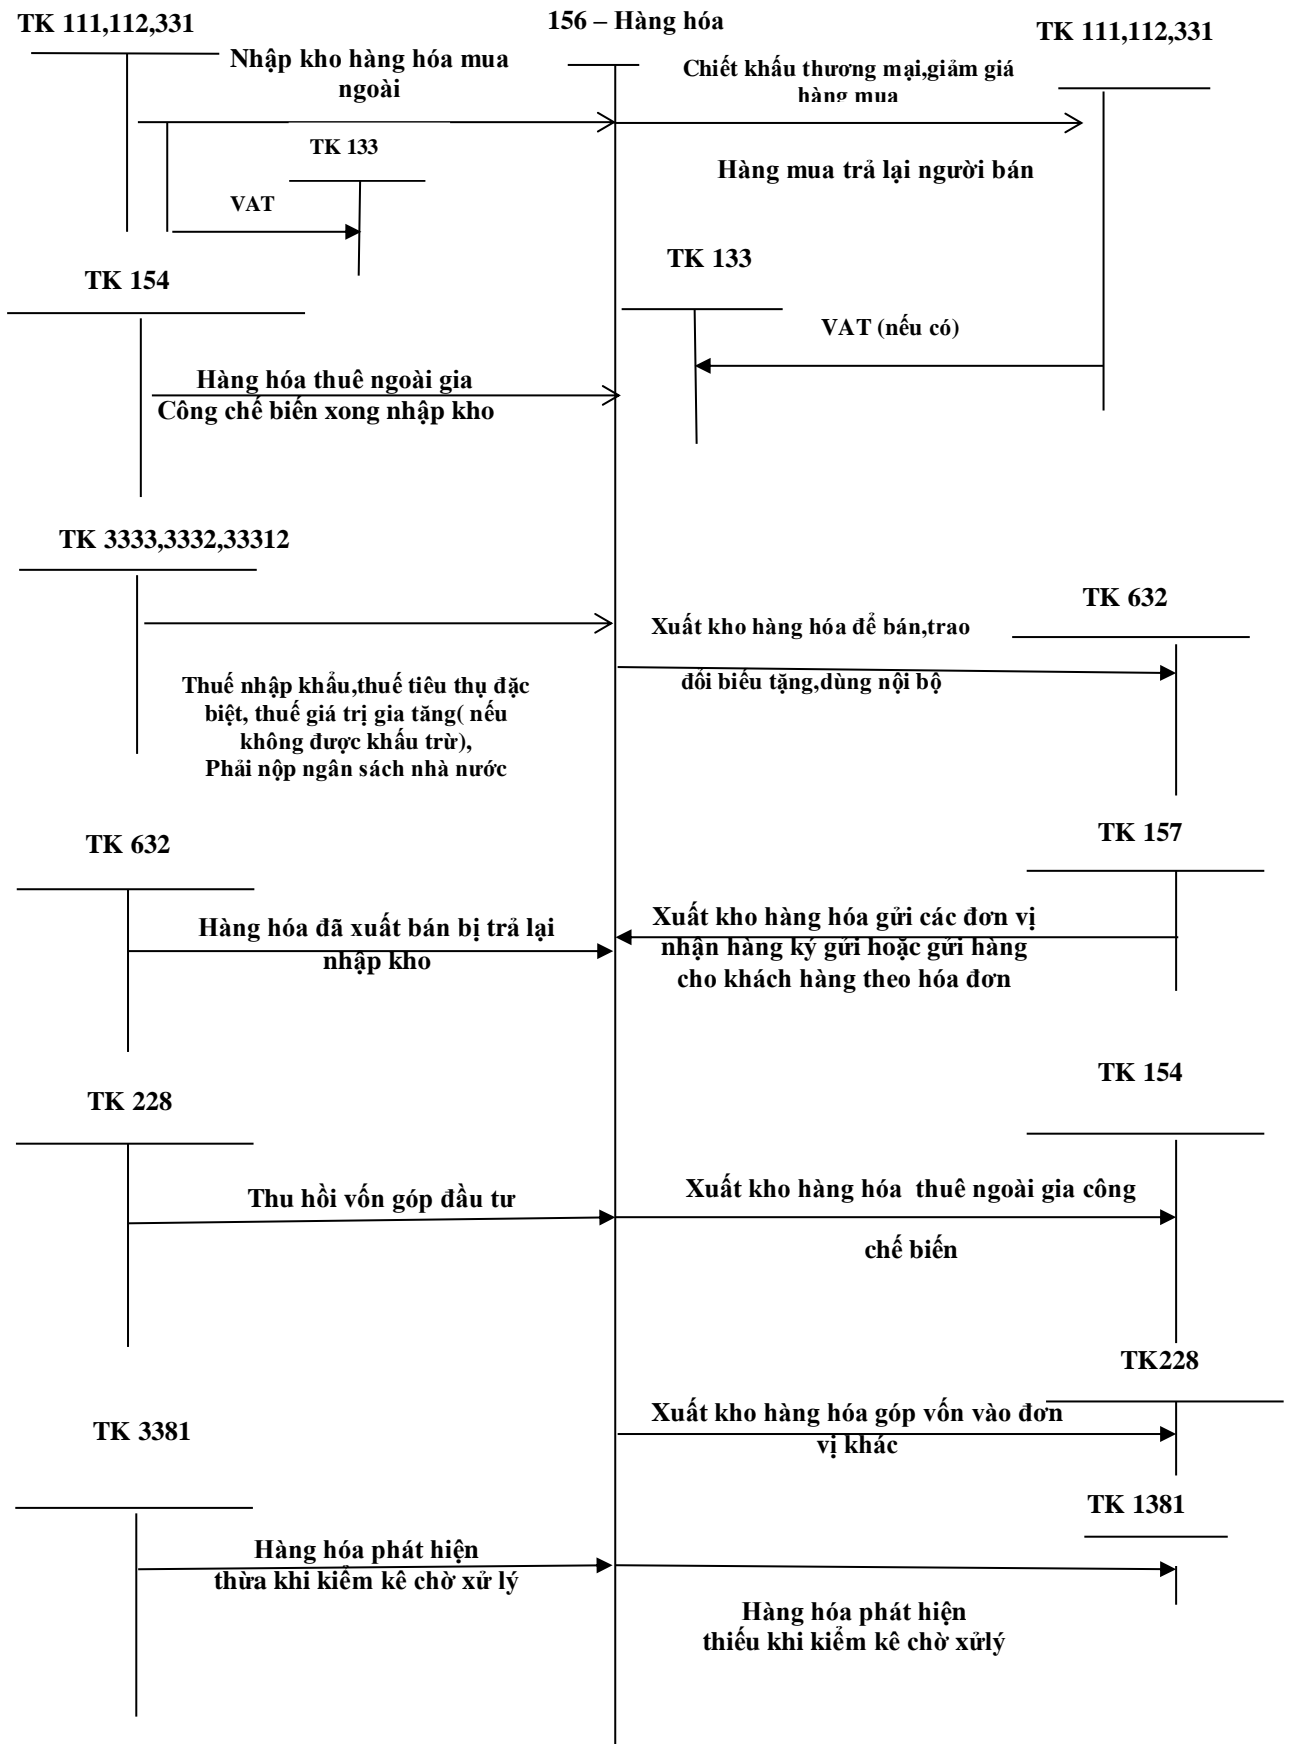 TK 111,112,331
156 – Hàng hóa
TK 111,112,331
Nhập kho hàng hóa mua
ngoài
Chiết khấu thương mại,giảm giá
hàng mua
TK 133
Hàng mua trả lại người bán
VAT
TK 133
TK 154
VAT (nếu có)
Hàng hóa thuê ngoài gia
Công chế biến xong nhập kho
TK 3333,3332,33312
TK 632
Xuất kho hàng hóa để bán,trao
đổi biếu tặng,dùng nội bộ
Thuế nhập khẩu,thuế tiêu thụ đặc
biệt, thuế giá trị gia tăng( nếu
không được khấu trừ),
Phải nộp ngân sách nhà nước
TK 632
TK 157
Hàng hóa đã xuất bán bị trả lại
nhập kho
Xuất kho hàng hóa gửi các đơn vị
nhận hàng ký gửi hoặc gửi hàng
cho khách hàng theo hóa đơn
TK 228
TK 154
Thu hồi vốn góp đầu tư
Xuất kho hàng hóa  thuê ngoài gia công
chế biến
TK228
TK 3381
Xuất kho hàng hóa góp vốn vào đơn
vị khác
TK 1381
Hàng hóa phát hiện
thừa khi kiểm kê chờ xử lý
Hàng hóa phát hiện
thiếu khi kiểm kê chờ xửlý